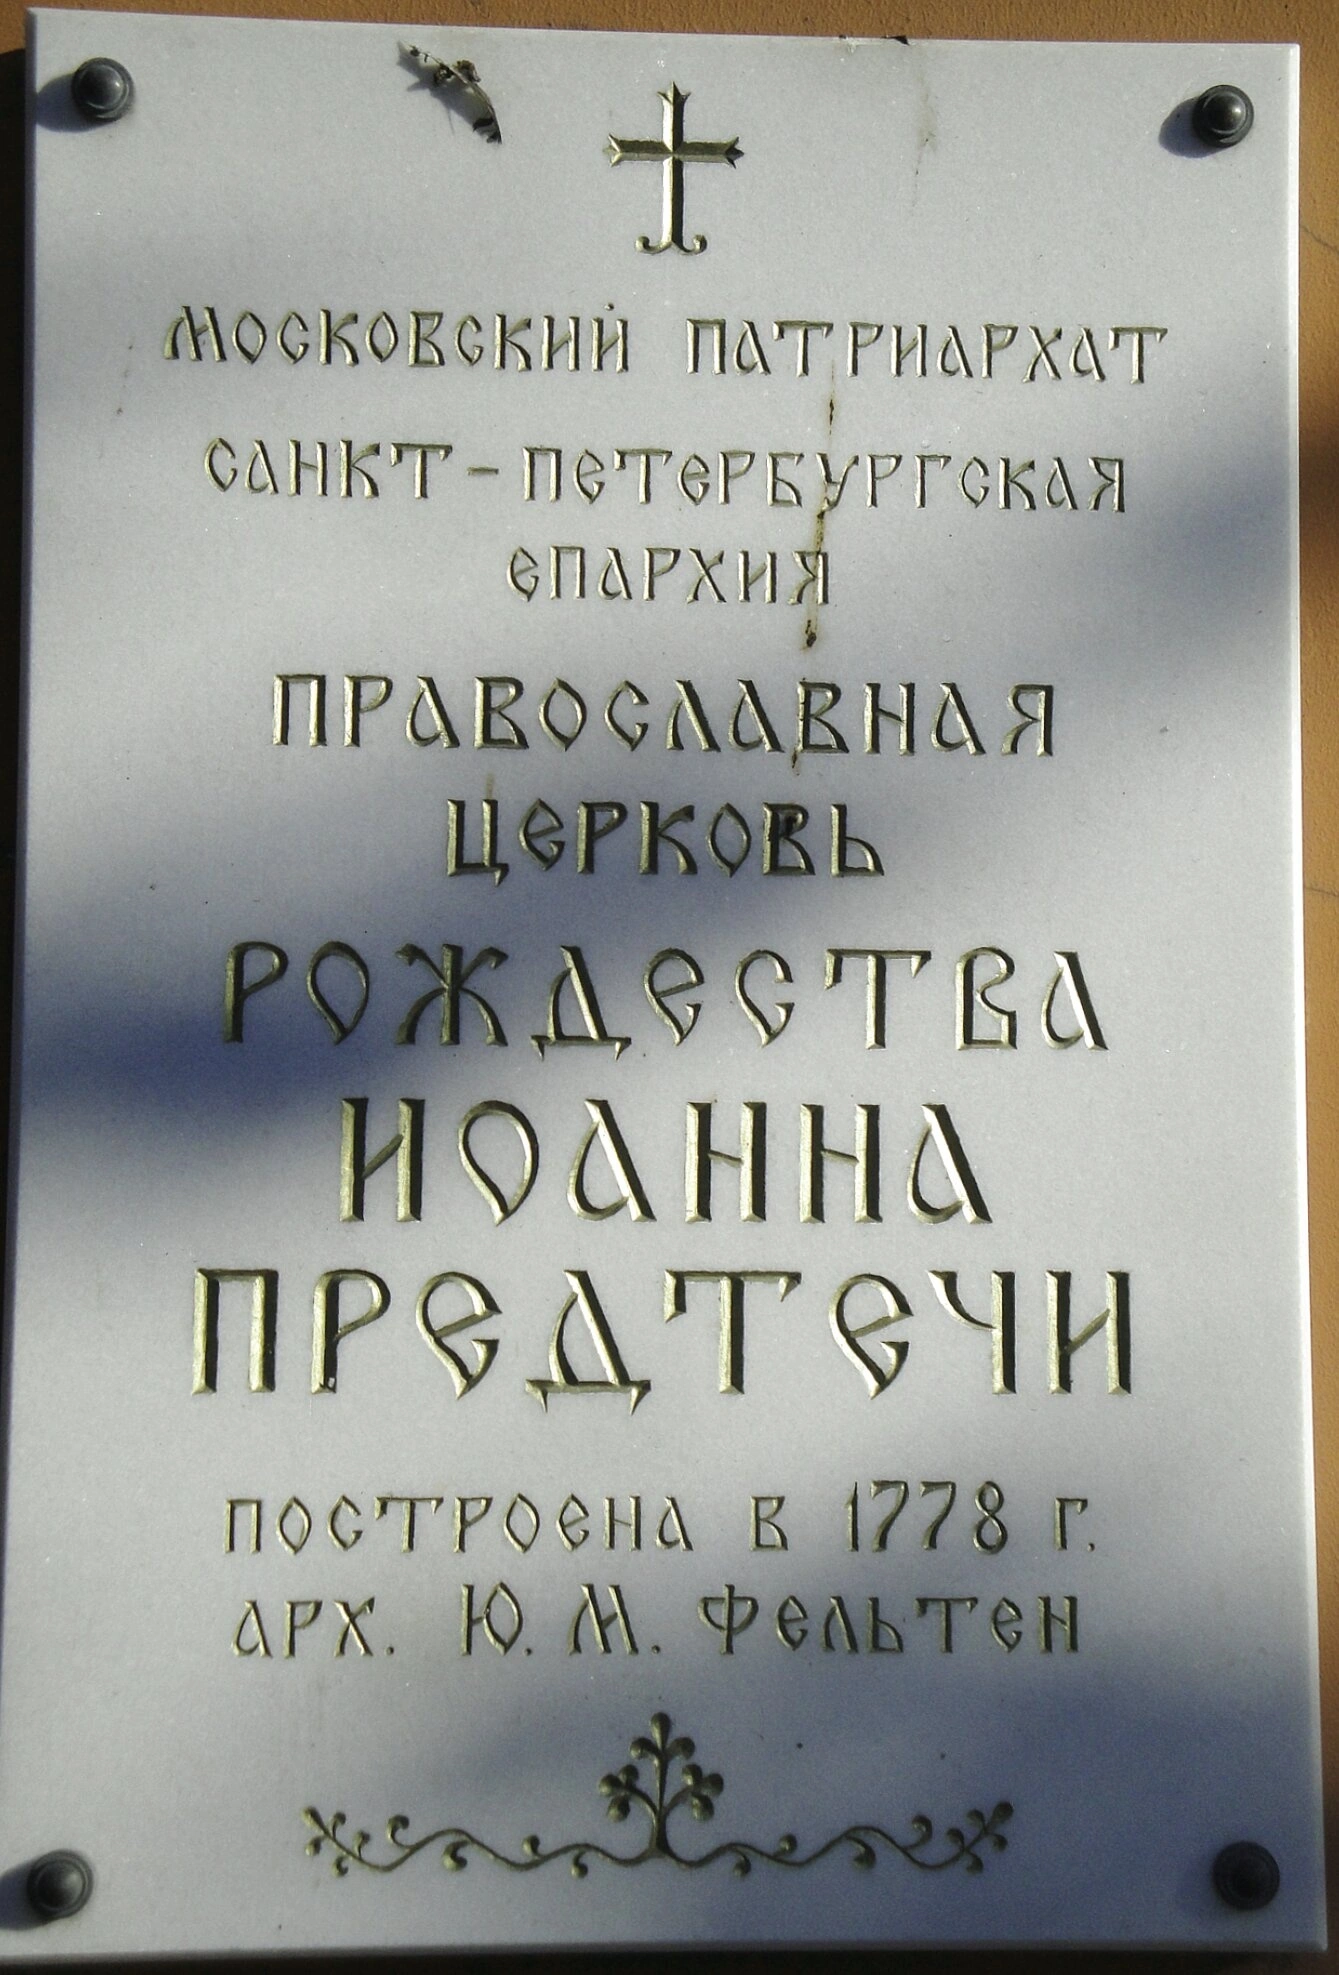 МОСКОВСКИЙ ПАТРИАРХАТ
САНКТ-ПЕТЕРБУРГСКАЯ
ЕПАРХИЯ
ПРАВОСЛАВНАЯ
ЦЕРКОВЬ
РОЖДЕСТВА
ИОАННА
ПРЕДТЕЧИ
ПОСТРОЕНА В 1778 Г.
АРХ. Ю. М. ФЕЛЬТЕН